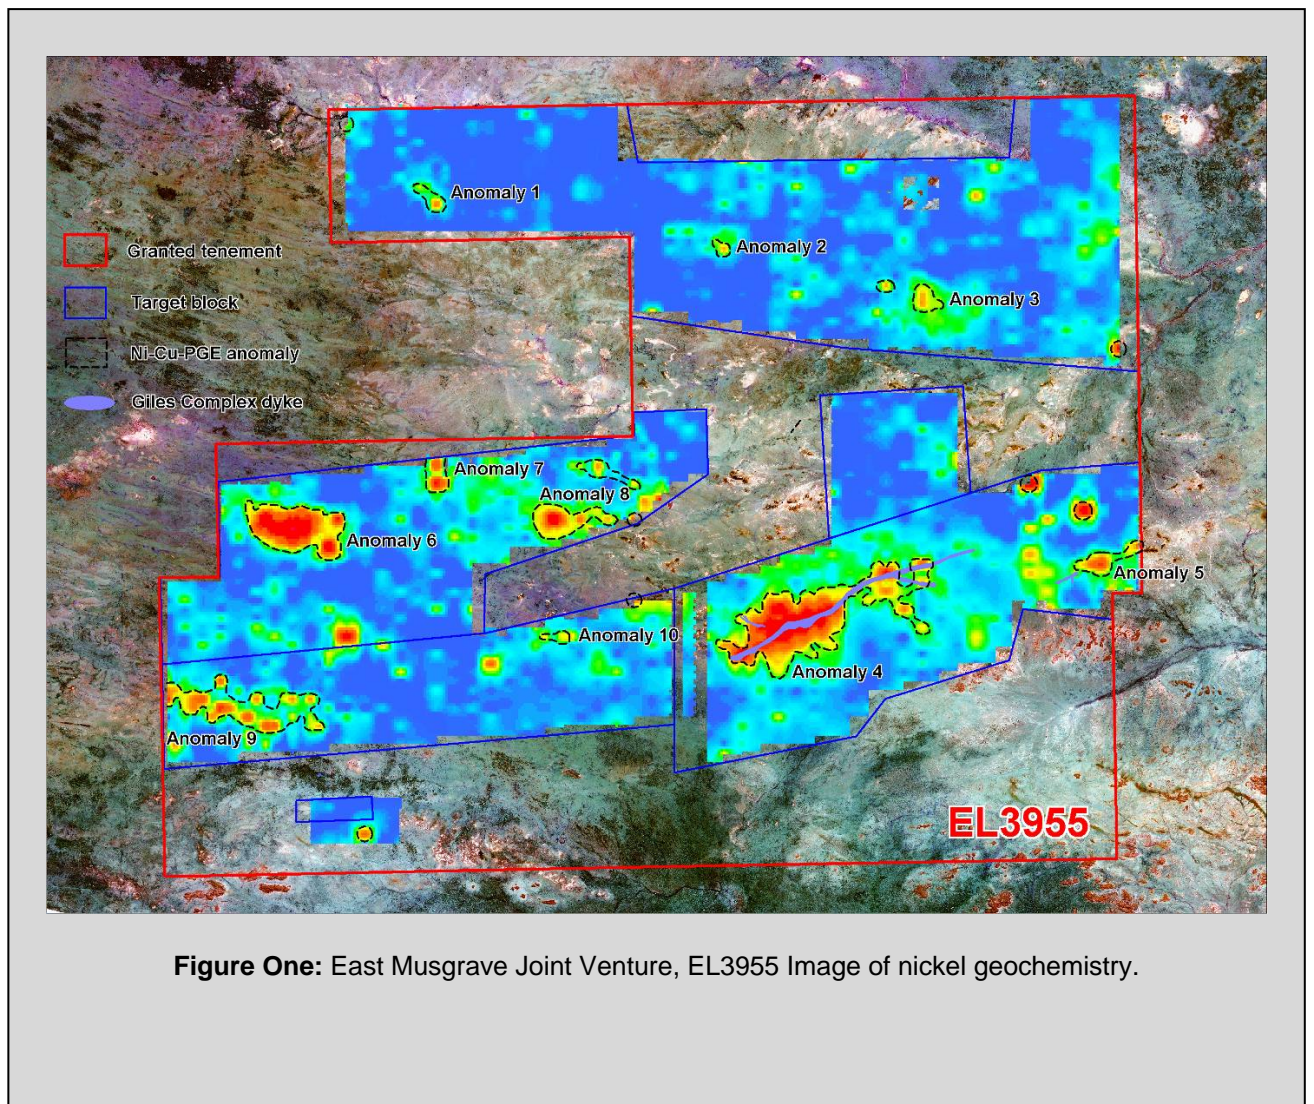 Anomaly 1
Anomaly 2
Granted tenement
Target block
Anomaly 3
Ni-Cu-PGE anomaly
Giles Complex dyke
Anomaly 7
Anomaly 8
Anomaly 6
Anomaly 5
Anomaly 10
Anomaly 4
Anomaly 9
EL3955
Figure One: East Musgrave Joint Venture, EL3955 Image of nickel geochemistry.